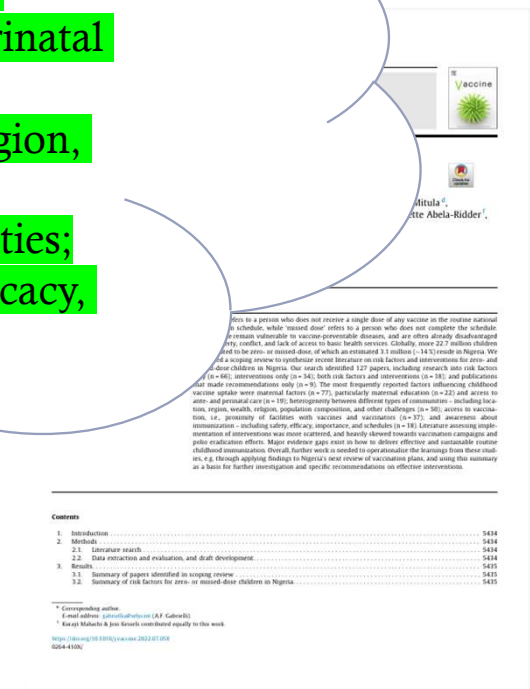 rinatal
gion,
ties;
cacy,
Vaccine
Check for
updates
Mitula d,
ette Abela-Ridder f,
efers to a person who does not receive a single dose of any vaccine in the routine national
n schedule, while 'missed dose' refers to a person who does not complete the schedule.
remain vulnerable to vaccine-preventable diseases, and are often already disadvantaged
erty, conflict, and lack of access to basic health services. Globally, more 22.7 million children
ted to be zero- or missed-dose, of which an estimated 3.1 million (~14%) reside in Nigeria. We
ed a scoping review to synthesize recent literature on risk factors and interventions for zero- and
d-dose children in Nigeria. Our search identified 127 papers, including research into risk factors
y (n = 66); interventions only (n = 34); both risk factors and interventions (n = 18); and publications
hat made recommendations only (n = 9). The most frequently reported factors influencing childhood
vaccine uptake were maternal factors (n = 77), particularly maternal education (n = 22) and access to
ante- and perinatal care (n = 19); heterogeneity between different types of communities – including loca-
tion, region, wealth, religion, population composition, and other challenges (n = 50); access to vaccina-
tion, i.e., proximity of facilities with vaccines and vaccinators (n = 37); and awareness about
immunization – including safety, efficacy, importance, and schedules (n = 18). Literature assessing imple-
mentation of interventions was more scattered, and heavily skewed towards vaccination campaigns and
polio eradication efforts. Major evidence gaps exist in how to deliver effective and sustainable routine
childhood immunization. Overall, further work is needed to operationalise the learnings from these stud-
ies, e.g. through applying findings to Nigeria's next review of vaccination plans, and using this summary
as a basis for further investigation and specific recommendations on effective interventions.
Contents
1. Introduction 5434
2. Methods 5434
2.1. Literature search 5434
2.2. Data extraction and evaluation, and draft development 5434
3. Results 5435
3.1. Summary of papers identified in scoping review 5435
3.2. Summary of risk factors for zero- or missed-dose children in Nigeria 5435
* Corresponding author.
E-mail address: gabriellia@who.int (A.F. Gabrielli)
1 Kuraji Mahachi & Joss Kessels contributed equally to this work.
https://doi.org/10.1016/j.vaccine.2022.07.058
0264-410X/